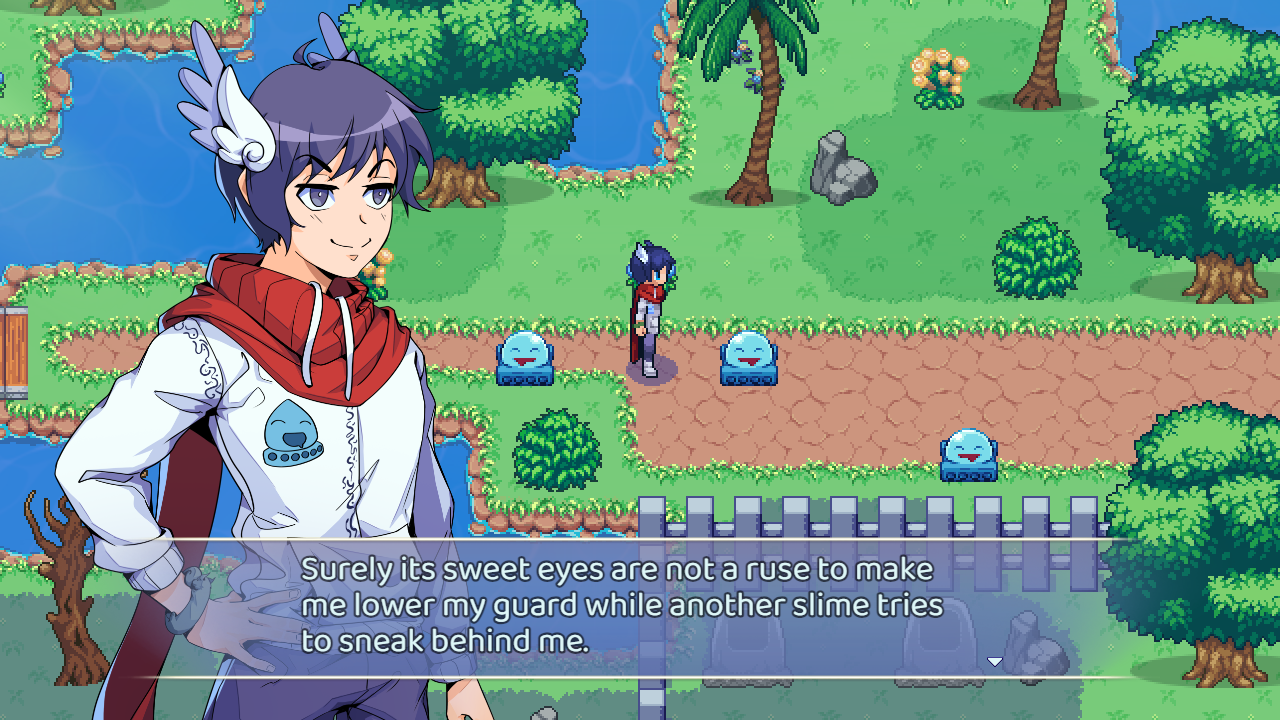 Surely its sweet eyes are not a ruse to make
me lower my guard while another slime tries
to sneak behind me.